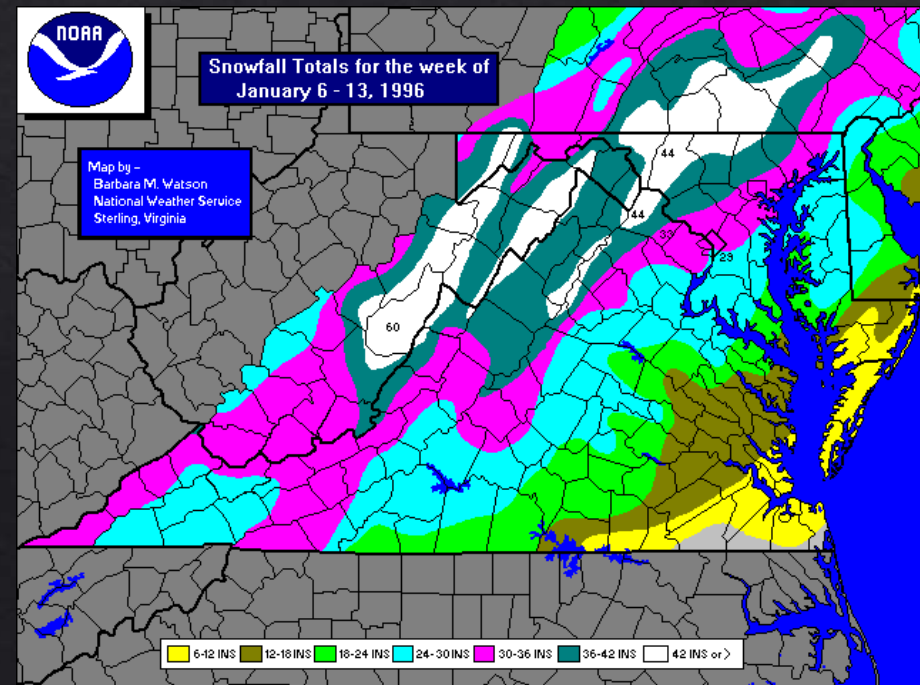 NOAA
Snowfall Totals for the week of
January 6 - 13, 1996
Map by -
Barbara M. Watson
National Weather Service
Sterling, Virginia
44
44
33
29
60
6-12 INS 12-18 INS 18-24 INS 24-30 INS 30-36 INS 36-42 INS 42 INS or >